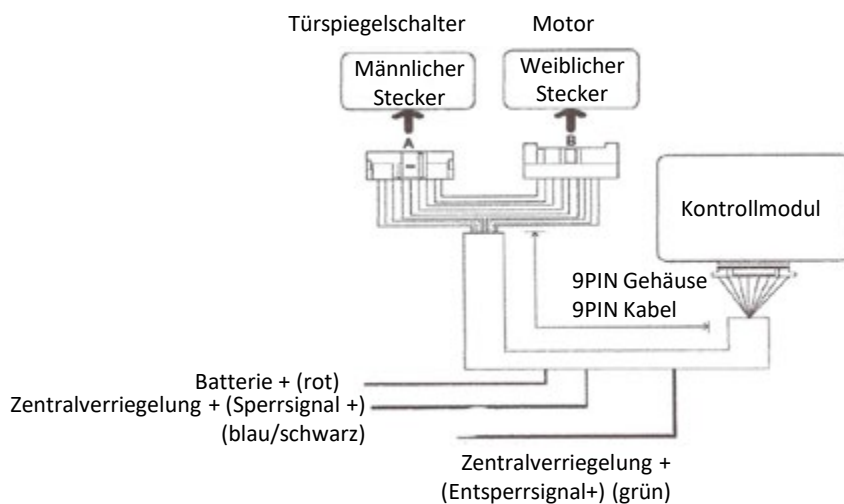 Türspiegelschalter
Motor
Männlicher
Stecker
Weiblicher
Stecker
A
B
Kontrollmodul
9PIN Gehäuse
9PIN Kabel
Batterie + (rot)
Zentralverriegelung + (Sperrsignal +)
(blau/schwarz)
Zentralverriegelung +
(Entsperrsignal+) (grün)